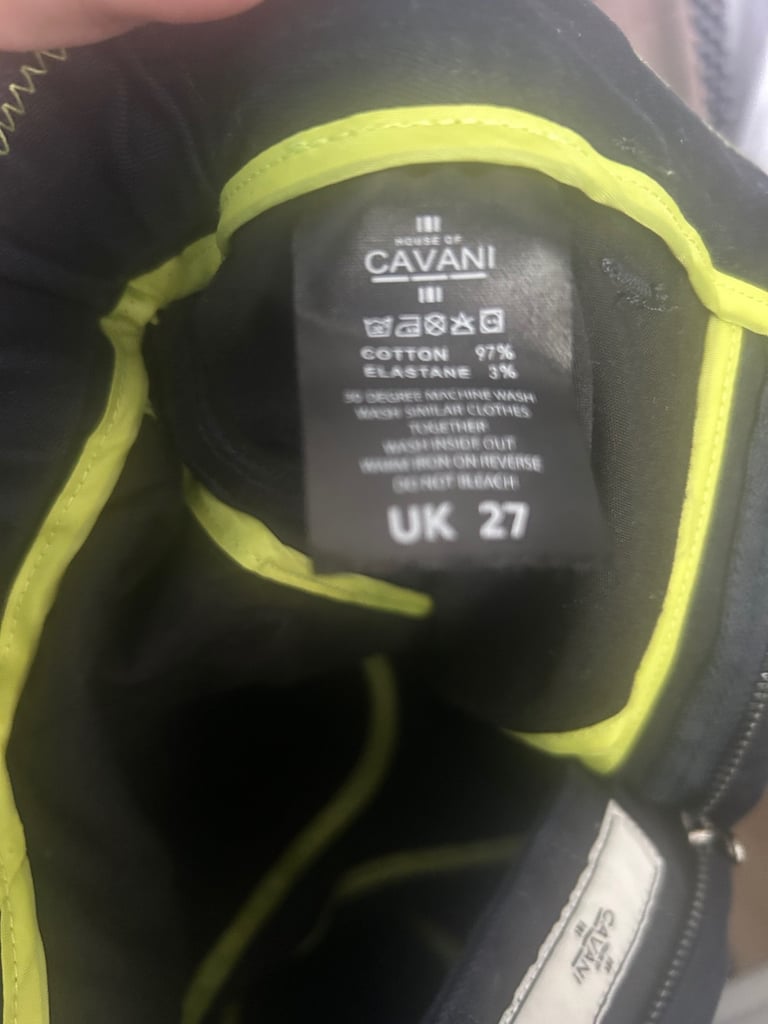 HOUSE OF
CAVANI
COTTON 97%
ELASTANE 3%
30 DEGREE MACHINE WASH
WASH SIMILAR CLOTHES
TOGETHER
WASH INSIDE OUT
WARM IRON ON REVERSE
DO NOT BLEACH
UK 27
CAVANI